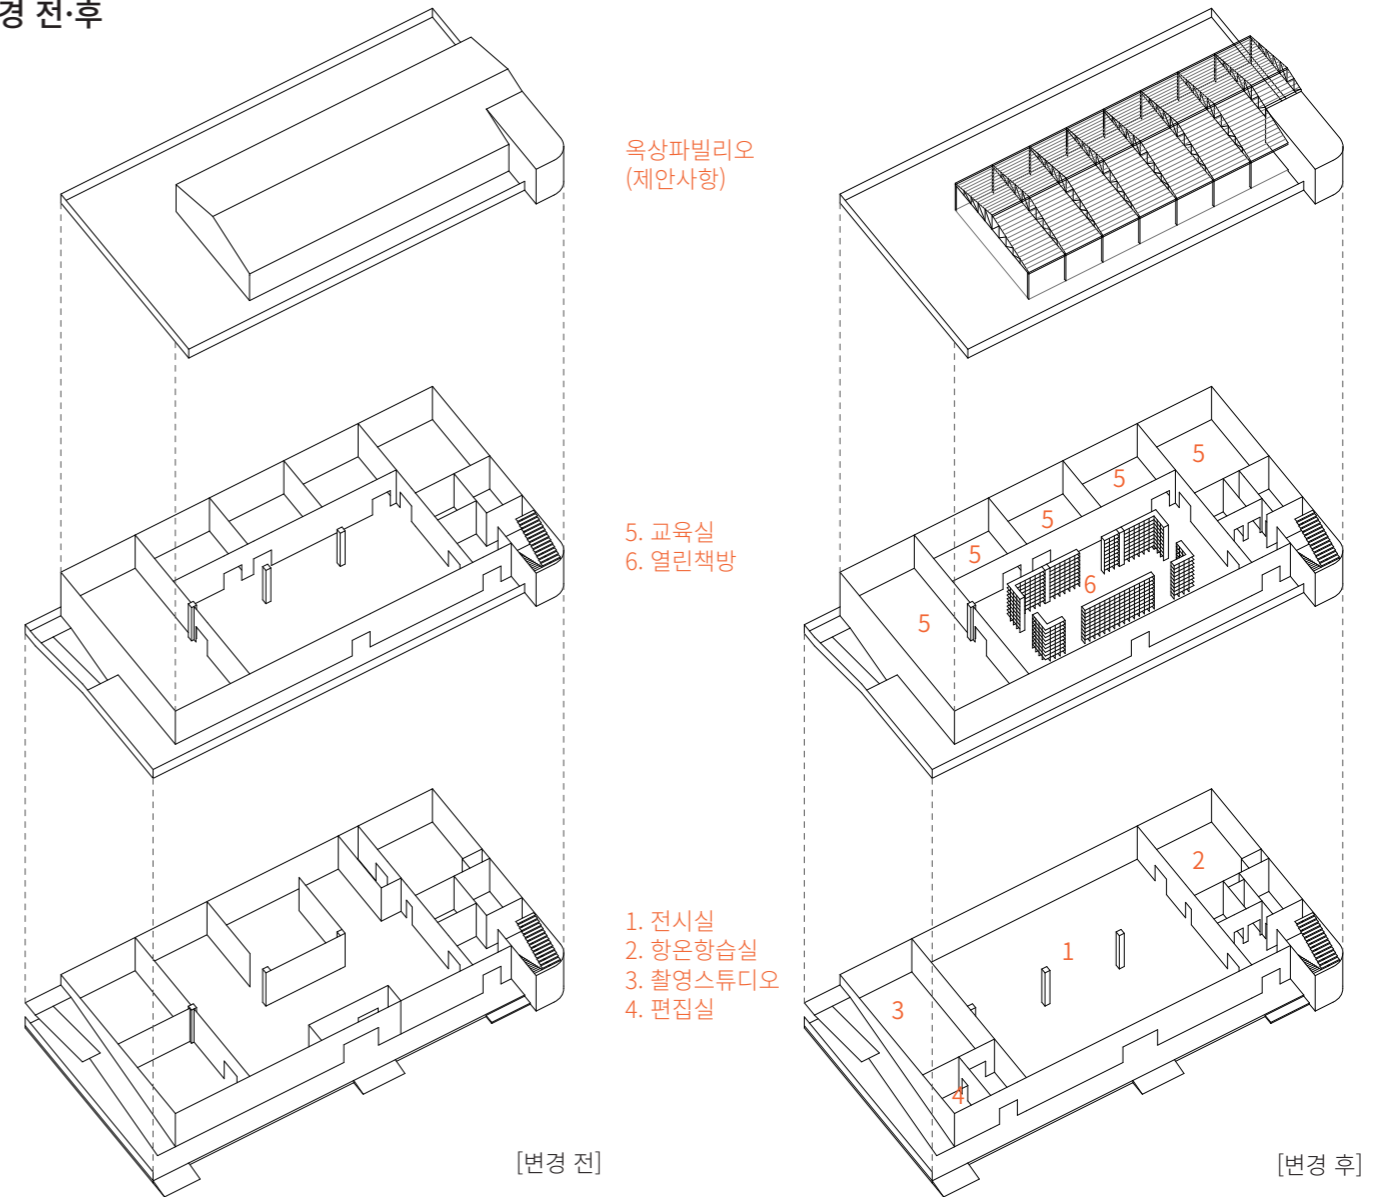 경 전·후
옥상파빌리오
(제안사항)
5. 교육실
6. 열린책방
1. 전시실
2. 항온항습실
3. 촬영스튜디오
4. 편집실
[변경 전]
5
5
5
5
5
6
2
1
3
4
[변경 후]